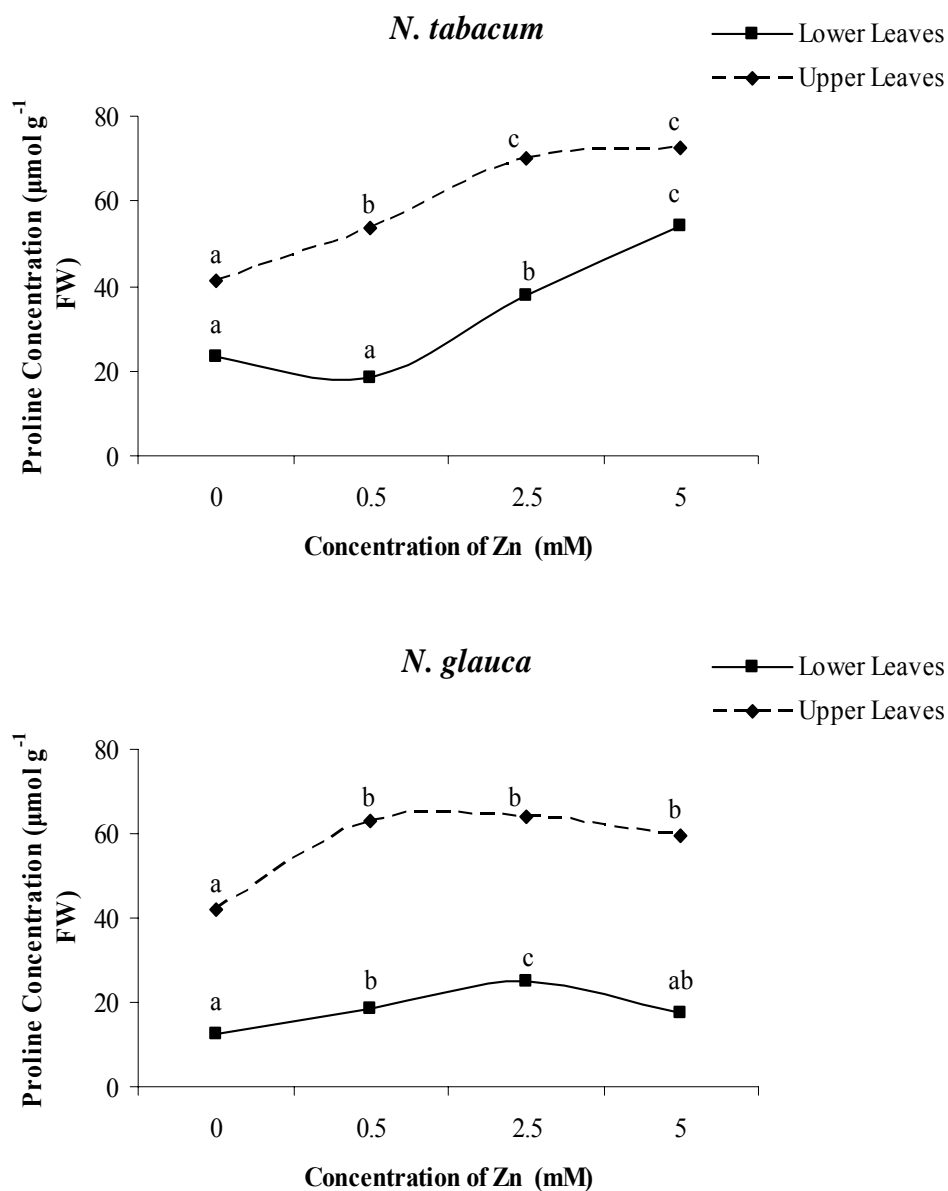 N. tabacum
Lower Leaves
Upper Leaves
Proline Concentration (µmol g-1
FW)
80
60
40
20
0
a
b
c
c
a
a
b
c
0 0.5 2.5 5
Concentration of Zn (mM)
N. glauca
Lower Leaves
Upper Leaves
Proline Concentration (µmol g-1
FW)
80
60
40
20
0
a
b
b
b
a
b
c
ab
0 0.5 2.5 5
Concentration of Zn (mM)